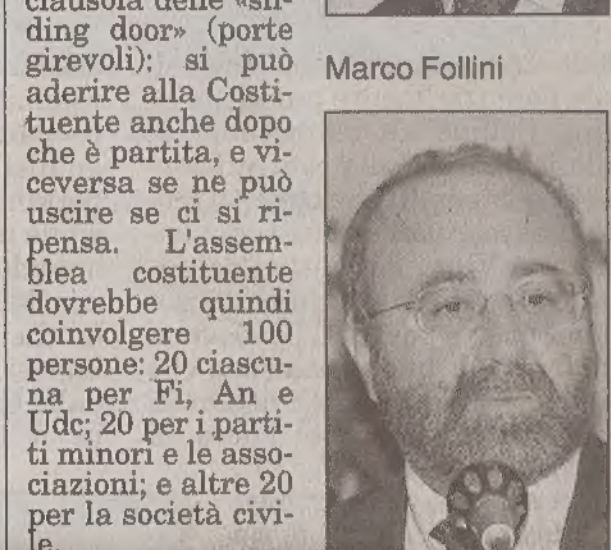 clausola delle «sli-
ding door» (porte
girevoli): si può
aderire alla Costi-
tuente anche dopo
che è partita, e vi-
ceversa se ne può
uscire se ci si ri-
pensa. L'assem-
blea costituente
dovrebbe quindi
coinvolgere 100
persone: 20 ciascu-
na per Fi, An e
Udc; 20 per i parti-
ti minori e le asso-
ciazioni; e altre 20
per la società civi-
le.
Marco Follini